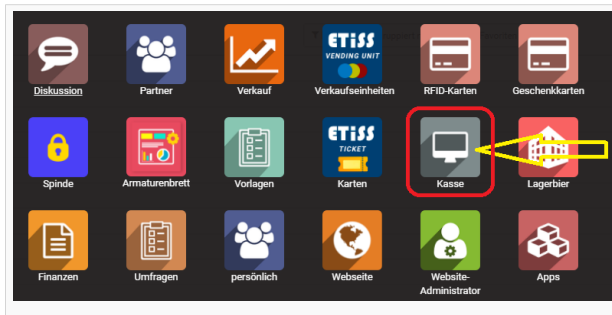 ETISS
VENDING UNIT
Diskussion
Partner
Verkauf
Verkaufseinheiten
RFID-Karten
Geschenkkarten
ETISS
TICKET
Spinde
Armaturenbrett
Vorlagen
Karten
Kasse
Lagerbier
Finanzen
Umfragen
persönlich
Webseite
Website-
Administrator
Apps